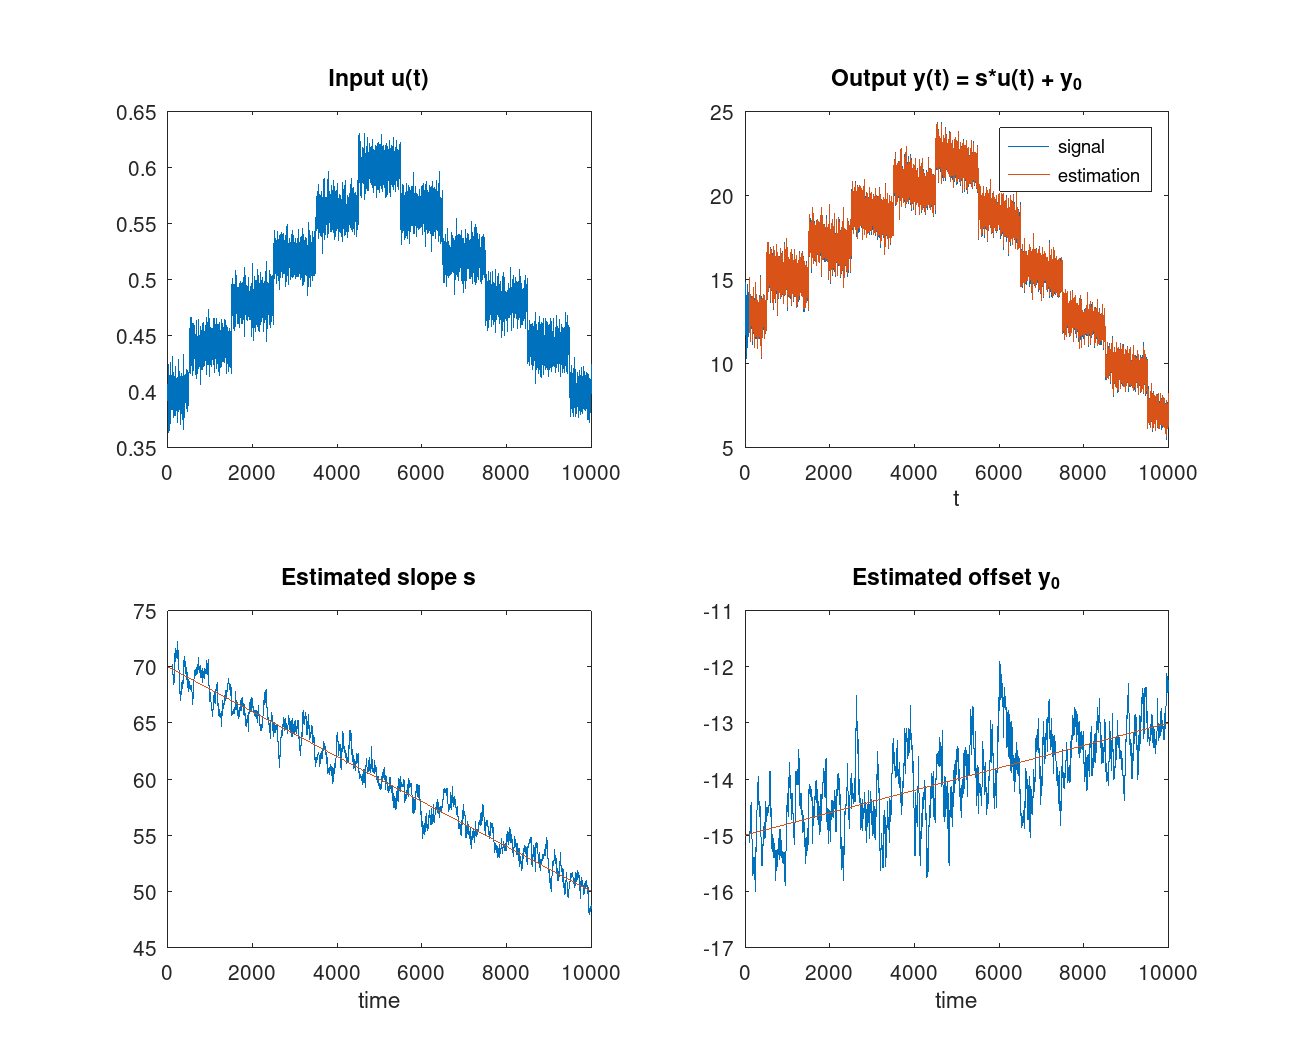 Input u(t)
0.65
0.6
0.55
0.5
0.45
0.4
0.35
0 2000 4000 6000 8000 10000
Output y(t) = s*u(t) + y₀
25
20
15
10
5
signal
estimation
0 2000 4000 6000 8000 10000
t
Estimated slope s
75
70
65
60
55
50
45
0 2000 4000 6000 8000 10000
time
Estimated offset y₀
-11
-12
-13
-14
-15
-16
-17
0 2000 4000 6000 8000 10000
time